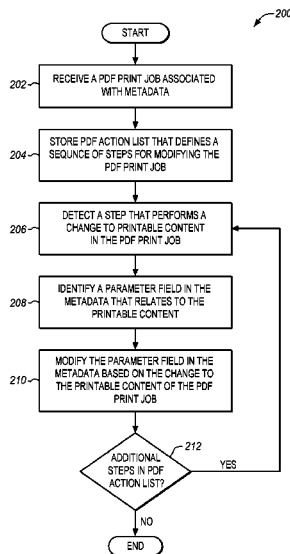 200
START
202
RECEIVE A PDF PRINT JOB ASSOCIATED
WITH METADATA
204
STORE PDF ACTION LIST THAT DEFINES A
SEQUNCE OF STEPS FOR MODIFYING THE
PDF PRINT JOB
206
DETECT A STEP THAT PERFORMS A
CHANGE TO PRINTABLE CONTENT
IN THE PDF PRINT JOB
208
IDENTIFY A PARAMETER FIELD IN THE
METADATA THAT RELATES TO THE
PRINTABLE CONTENT
210
MODIFY THE PARAMETER FIELD IN THE
METADATA BASED ON THE CHANGE TO
THE PRINTABLE CONTENT OF THE PDF
PRINT JOB
212
ADDITIONAL
STEPS IN PDF
ACTION LIST?
YES
NO
END